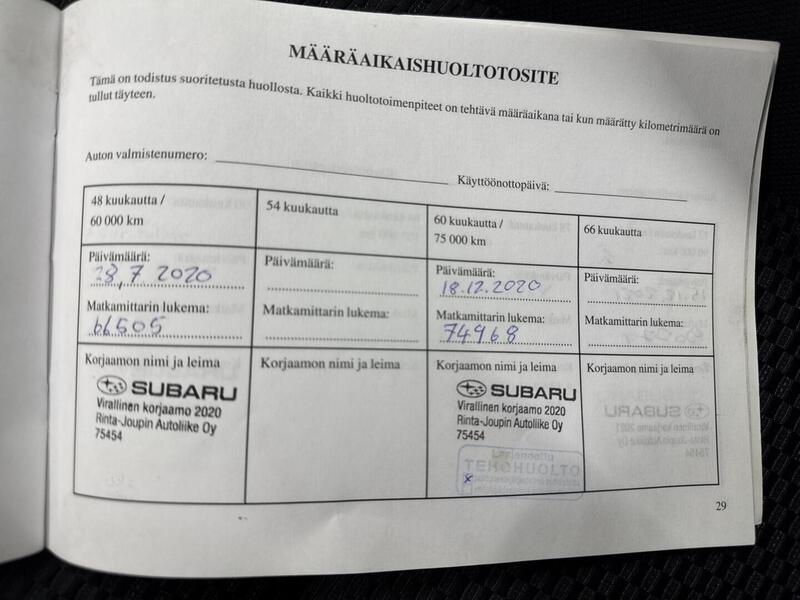 MÄÄRÄAIKAISHUOLTOTOSITE
Tämä on todistus suoritetusta huollosta. Kaikki huoltotoimenpiteet on tehtävä määräaikana tai kun määrätty kilometrimäärä on
tullut täyteen.
Auton valmistenumero:
Käyttöönottopäivä:
48 kuukautta /
60 000 km
Päivämäärä:
28,7 2020
Matkamittarin lukema:
66505
Korjaamon nimi ja leima
SUBARU
Virallinen korjaamo 2020
Rinta-Joupin Autoliike Oy
75454
54 kuukautta
Päivämäärä:
Matkamittarin lukema:
Korjaamon nimi ja leima
60 kuukautta /
75 000 km
Päivämäärä:
18.12.2020
Matkamittarin lukema:
74968
Korjaamon nimi ja leima
SUBARU
Virallinen korjaamo 2020
Rinta-Joupin Autoliike Oy
75454
TEHOHUOLTO
x
66 kuukautta
Päivämäärä:
Matkamittarin lukema:
Korjaamon nimi ja leima
29